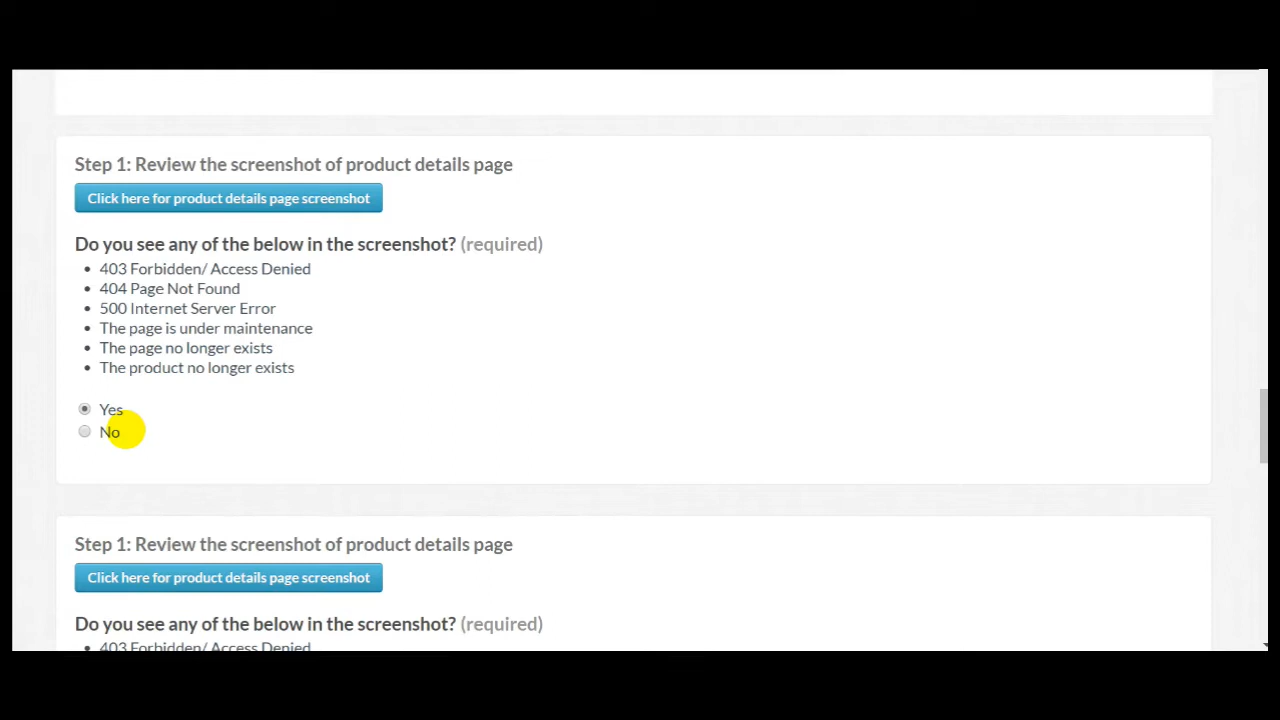 Step 1: Review the screenshot of product details page
Click here for product details page screenshot
Do you see any of the below in the screenshot? (required)
• 403 Forbidden/ Access Denied
• 404 Page Not Found
• 500 Internet Server Error
• The page is under maintenance
• The page no longer exists
• The product no longer exists
Yes
No
Step 1: Review the screenshot of product details page
Click here for product details page screenshot
Do you see any of the below in the screenshot? (required)
• 403 Forbidden/ Access Denied